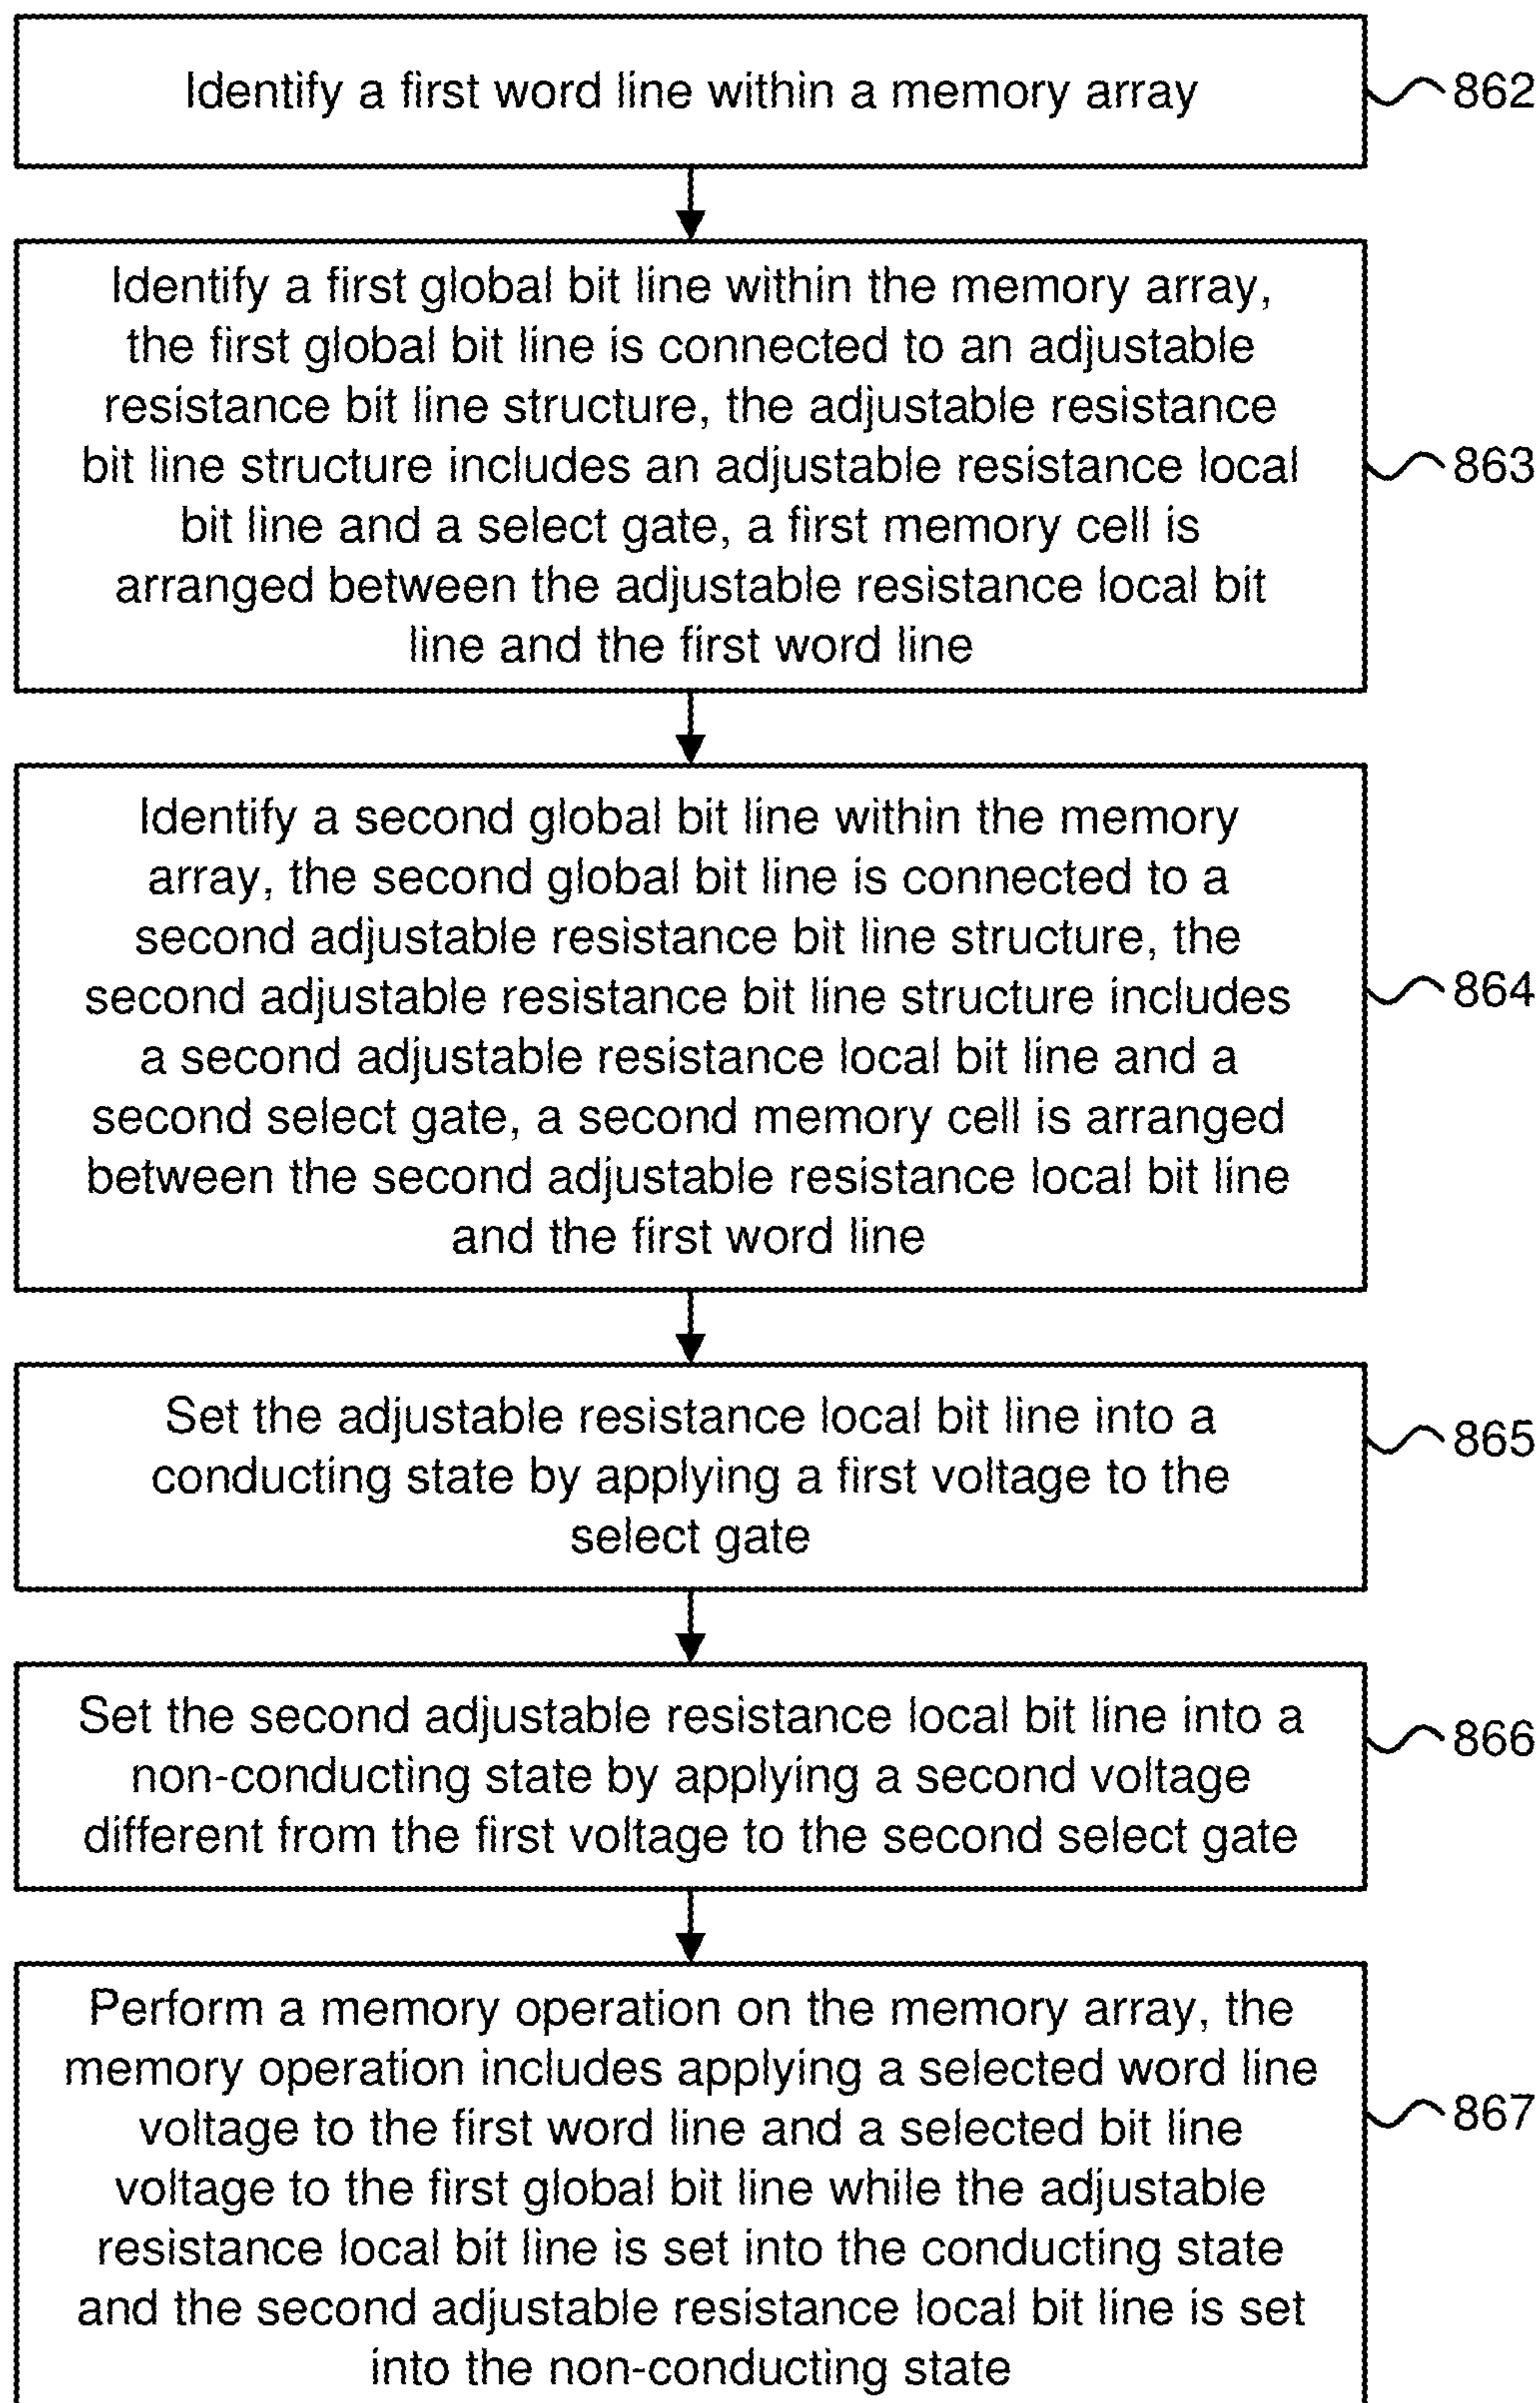 Identify a first word line within a memory array
862
Identify a first global bit line within the memory array,
the first global bit line is connected to an adjustable
resistance bit line structure, the adjustable resistance
bit line structure includes an adjustable resistance local
bit line and a select gate, a first memory cell is
arranged between the adjustable resistance local bit
line and the first word line
863
Identify a second global bit line within the memory
array, the second global bit line is connected to a
second adjustable resistance bit line structure, the
second adjustable resistance bit line structure includes
a second adjustable resistance local bit line and a
second select gate, a second memory cell is arranged
between the second adjustable resistance local bit line
and the first word line
864
Set the adjustable resistance local bit line into a
conducting state by applying a first voltage to the
select gate
865
Set the second adjustable resistance local bit line into a
non-conducting state by applying a second voltage
different from the first voltage to the second select gate
866
Perform a memory operation on the memory array, the
memory operation includes applying a selected word line
voltage to the first word line and a selected bit line
voltage to the first global bit line while the adjustable
resistance local bit line is set into the conducting state
and the second adjustable resistance local bit line is set
into the non-conducting state
867